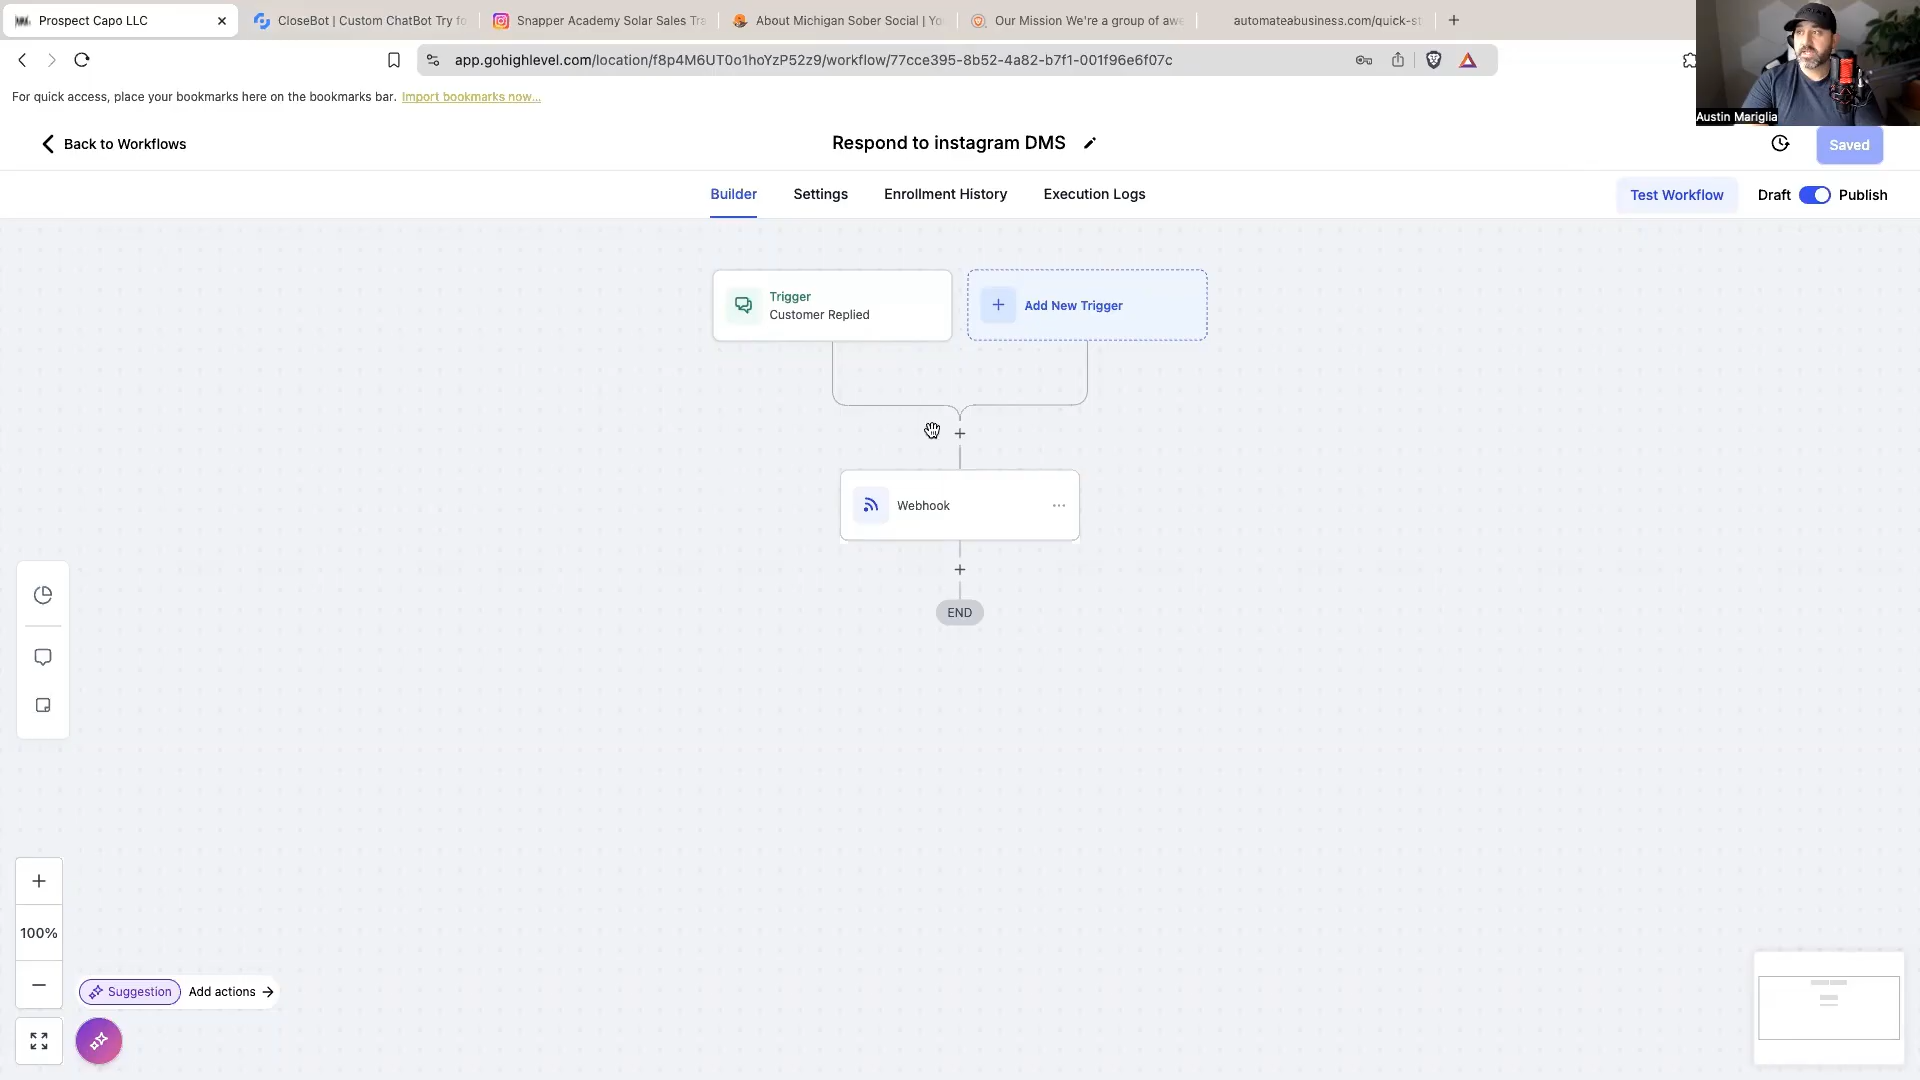 Prospect Capo LLC
CloseBot | Custom ChatBot Try fo
Snapper Academy Solar Sales Tra
About Michigan Sober Social | Yo
Our Mission We're a group of awe
automateabusiness.com/quick-st
app.gohighlevel.com/location/f8p4M6UT0o1hoYzP52z9/workflow/77cce395-8b52-4a82-b7f1-001f96e6f07c
For quick access, place your bookmarks here on the bookmarks bar. Import bookmarks now...
Austin Mariglia
Back to Workflows
Respond to instagram DMS
Saved
Builder
Settings
Enrollment History
Execution Logs
Test Workflow
Draft
Publish
Trigger
Customer Replied
Add New Trigger
Webhook
END
100%
Suggestion
Add actions